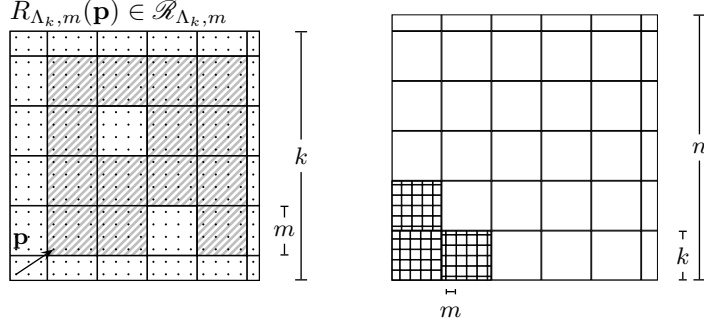 R_{Λ_k,m}(𝐩) ∈ ℛ_{Λ_k,m}
k
m
𝐩
n
k
m